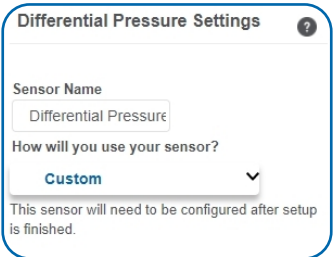 Differential Pressure Settings ?
Sensor Name
Differential Pressure
How will you use your sensor?
Custom
This sensor will need to be configured after setup
is finished.